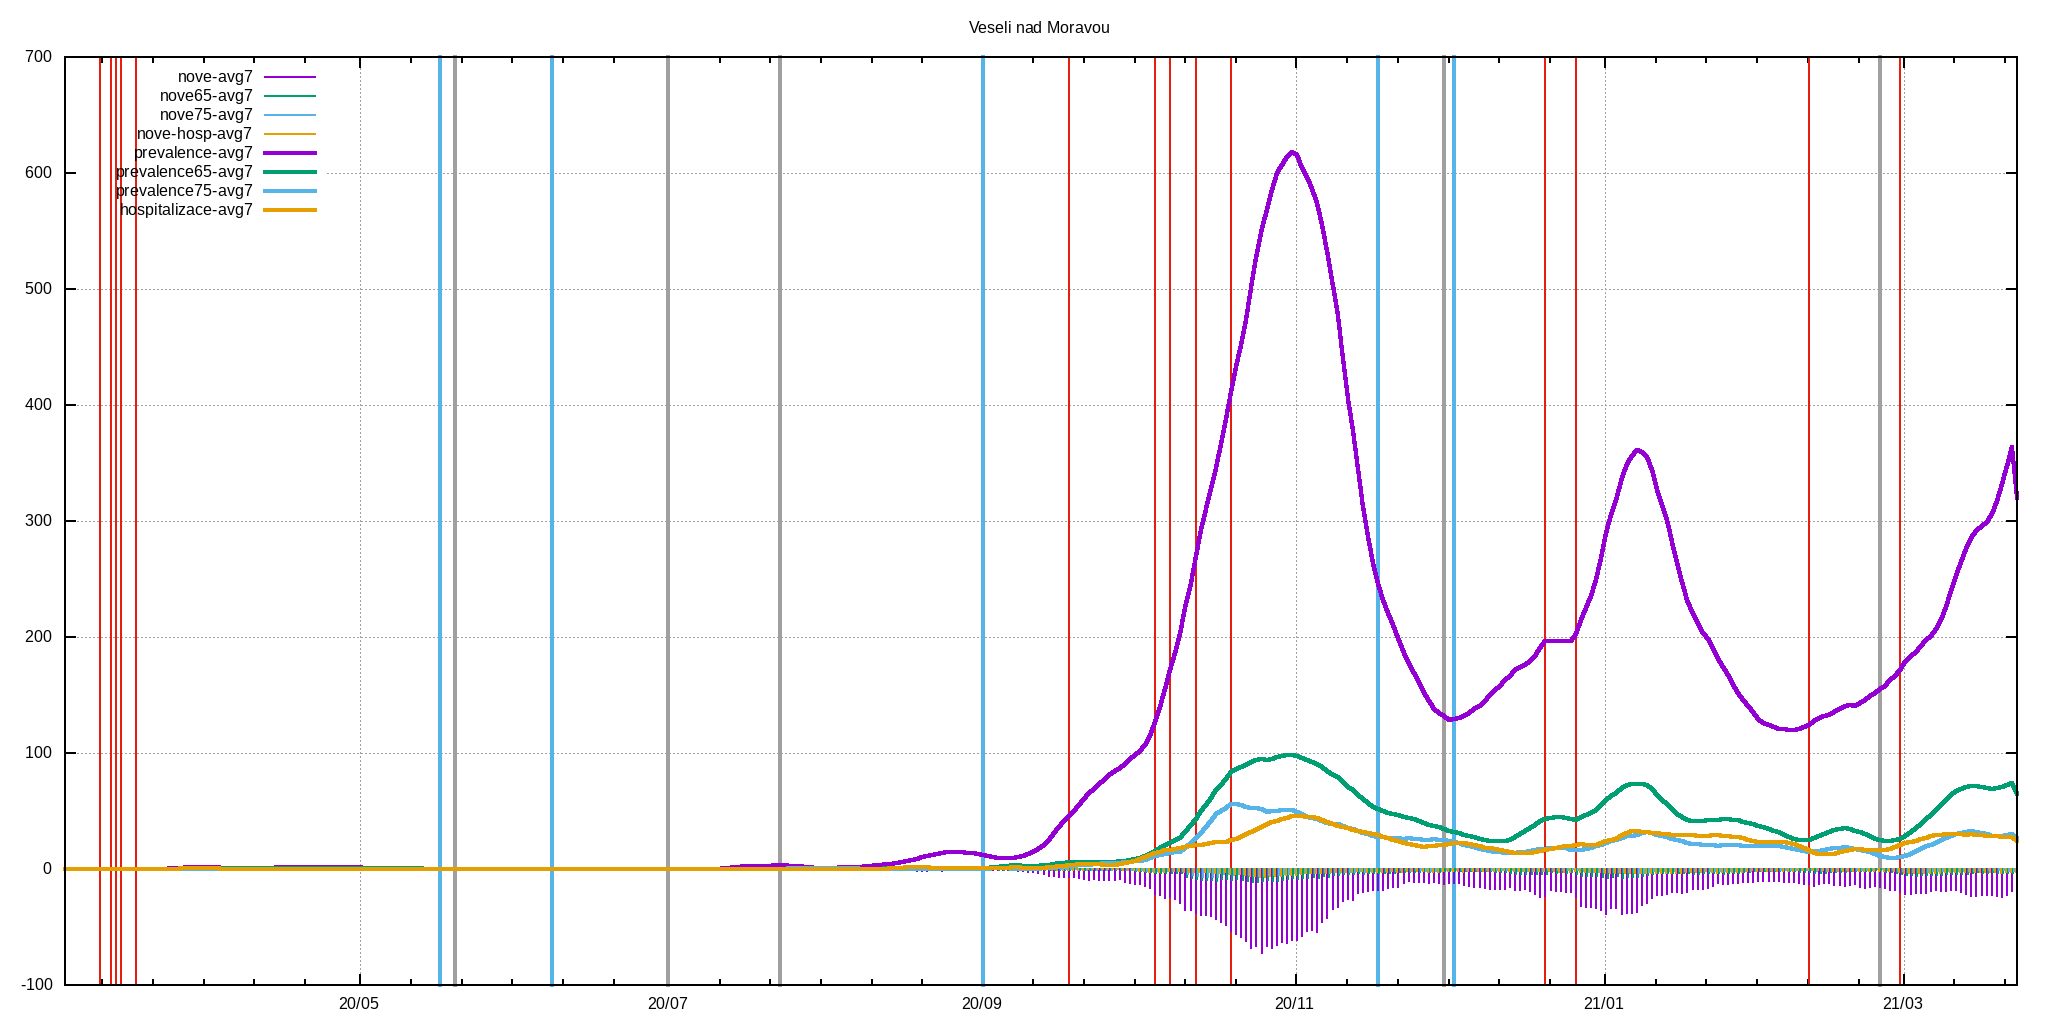 Veseli nad Moravou
700
600
500
400
300
200
100
0
-100
nove-avg7
nove65-avg7
nove75-avg7
nove-hosp-avg7
prevalence-avg7
prevalence65-avg7
prevalence75-avg7
hospitalizace-avg7
20/05
20/07
20/09
20/11
21/01
21/03